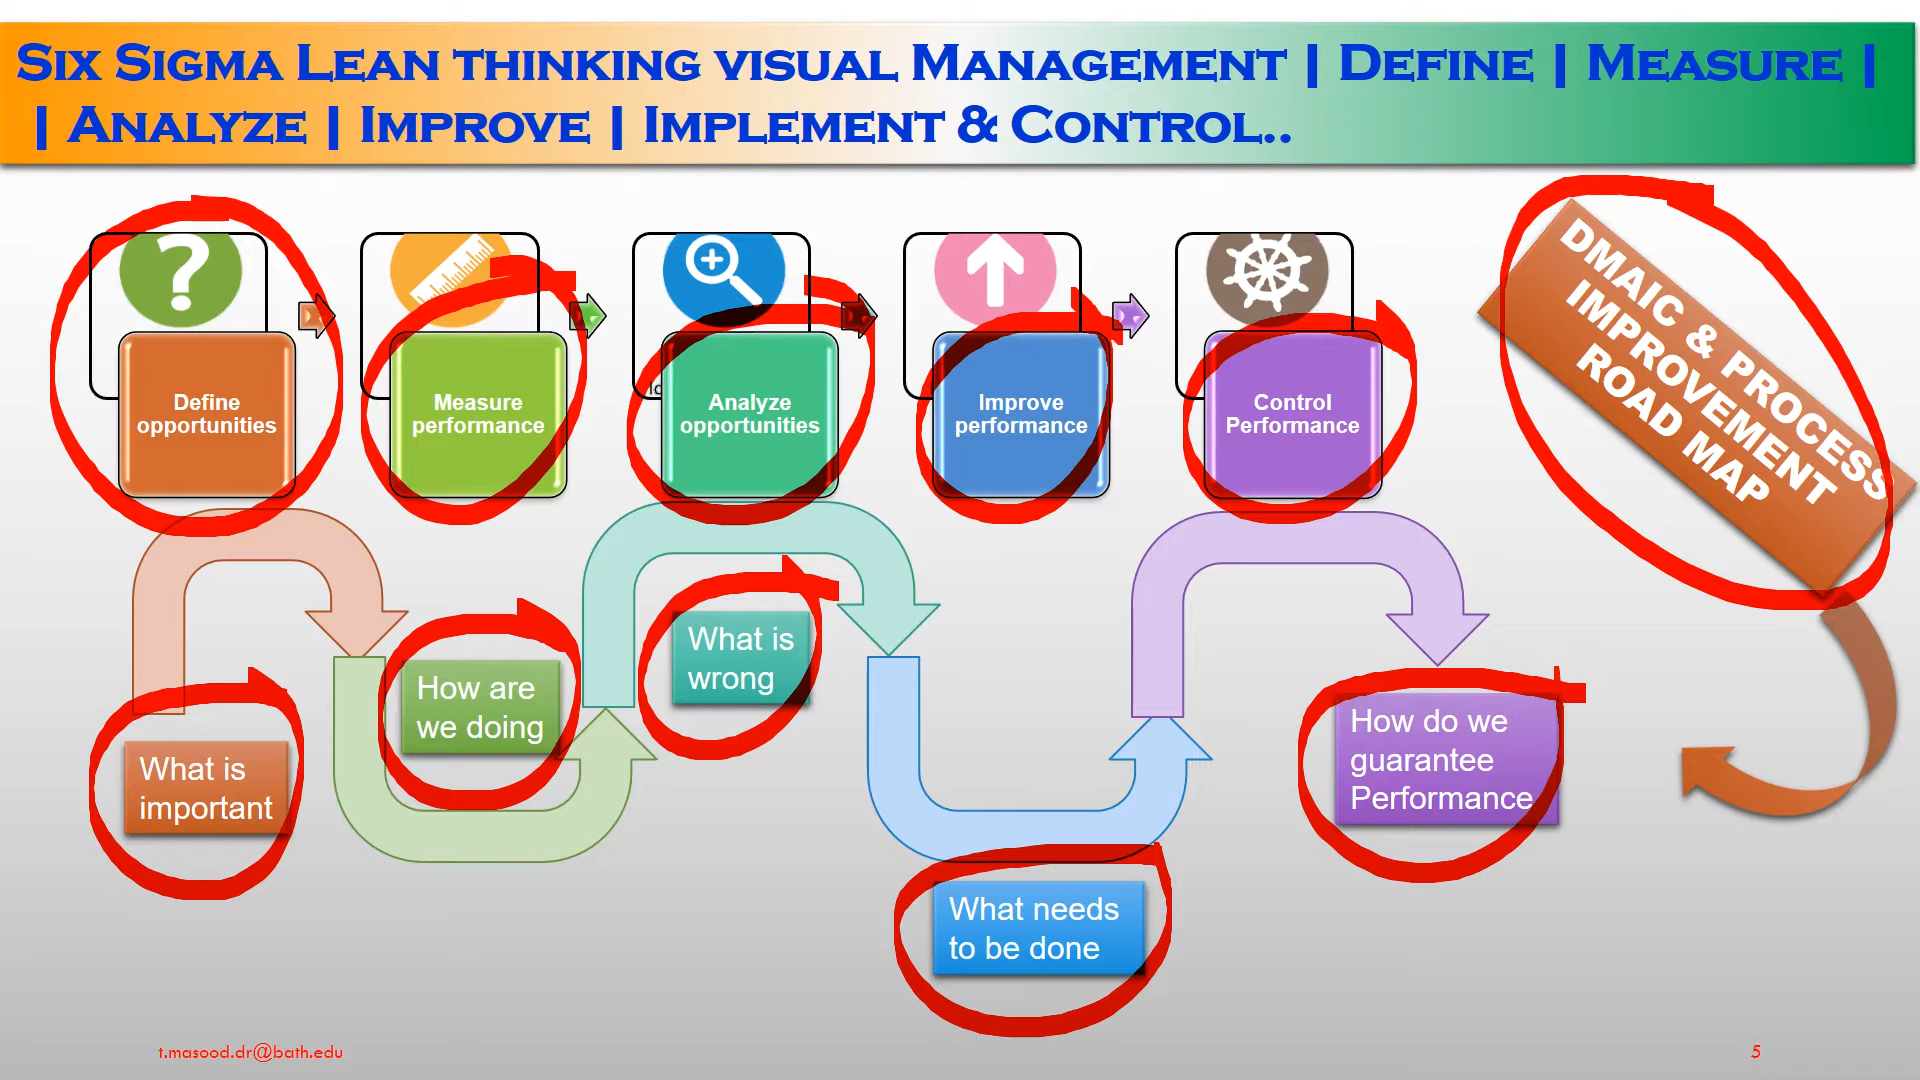 Six Sigma Lean thinking visual Management | Define | Measure |
| Analyze | Improve | Implement & Control..
Define
opportunities
Measure
performance
Analyze
opportunities
Improve
performance
Control
Performance
DMAIC & PROCESS
IMPROVEMENT
ROAD MAP
What is
important
How are
we doing
What is
wrong
What needs
to be done
How do we
guarantee
Performance
t.masood.dr@bath.edu
5